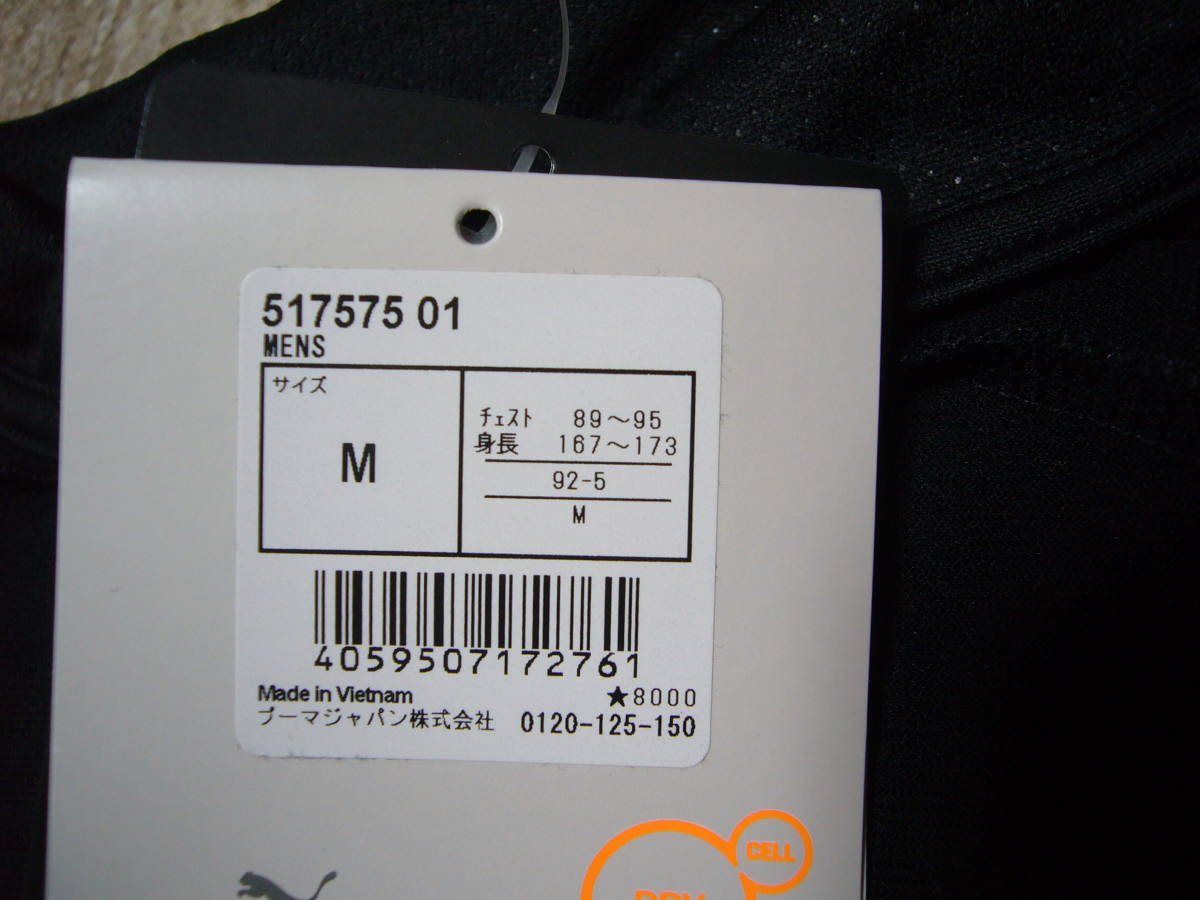 517575 01
MENS
サイズ
M
チェスト 89〜95
身長 167〜173
92-5
M
4059507172761
Made in Vietnam ★8000
プーマジャパン株式会社 0120-125-150
CELL
DRY